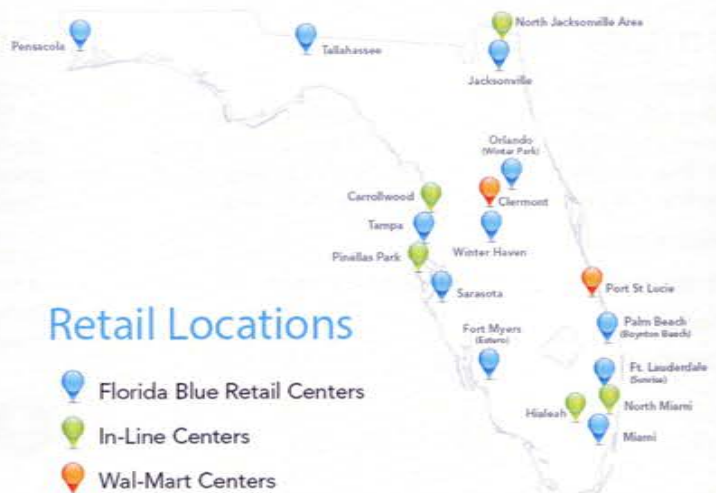 North Jacksonville Area
Pensacola
Tallahassee
Jacksonville
Orlando
(Winter Park)
Carrollwood
Clermont
Tampa
Winter Haven
Pinellas Park
Port St Lucie
Sarasota
Palm Beach
(Boynton Beach)
Fort Myers
(Estero)
Ft. Lauderdale
(Sunrise)
North Miami
Hialeah
Miami
Retail Locations
Florida Blue Retail Centers
In-Line Centers
Wal-Mart Centers